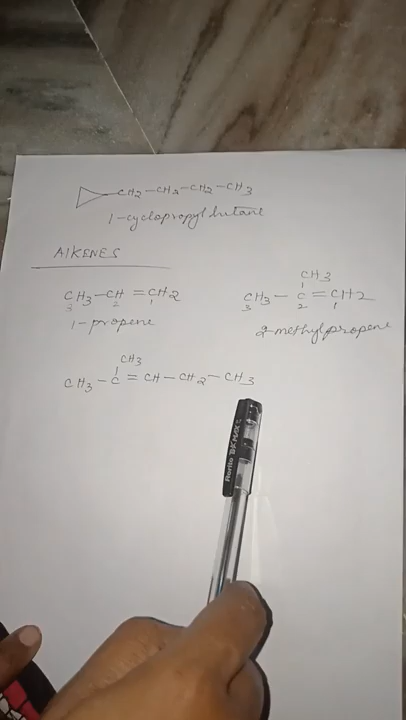 CH2-CH2-CH2-CH3
1-cyclopropyl butane
ALKENES
CH3-CH=CH2
3 2 1
1-propene
CH3
CH3-C=CH2
3 2 1
2-methylpropene
CH3
CH3-C=CH-CH2-CH3
Rorito